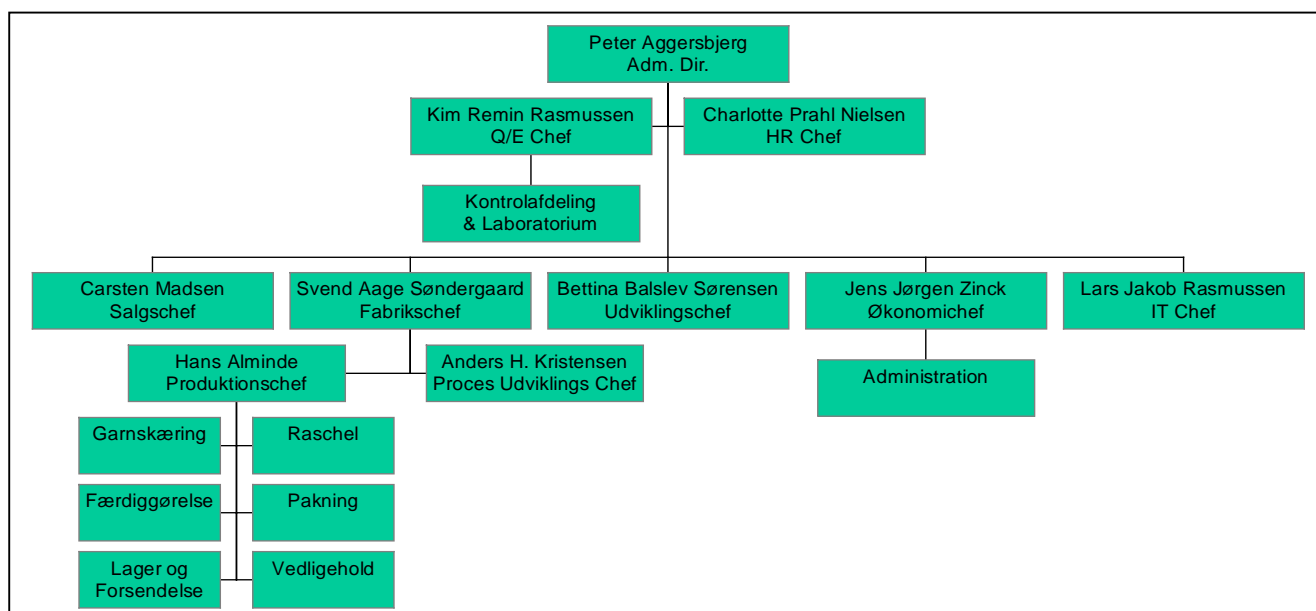 Peter Aggersbjerg
Adm. Dir.
Kim Remin Rasmussen
Q/E Chef
Charlotte Prahl Nielsen
HR Chef
Kontrolafdeling
& Laboratorium
Carsten Madsen
Salgschef
Svend Aage Søndergaard
Fabrikschef
Bettina Balslev Sørensen
Udviklingschef
Jens Jørgen Zinck
Økonomichef
Lars Jakob Rasmussen
IT Chef
Hans Alminde
Produktionschef
Anders H. Kristensen
Proces Udviklings Chef
Administration
Garnskæring
Raschel
Færdiggørelse
Pakning
Lager og
Forsendelse
Vedligehold